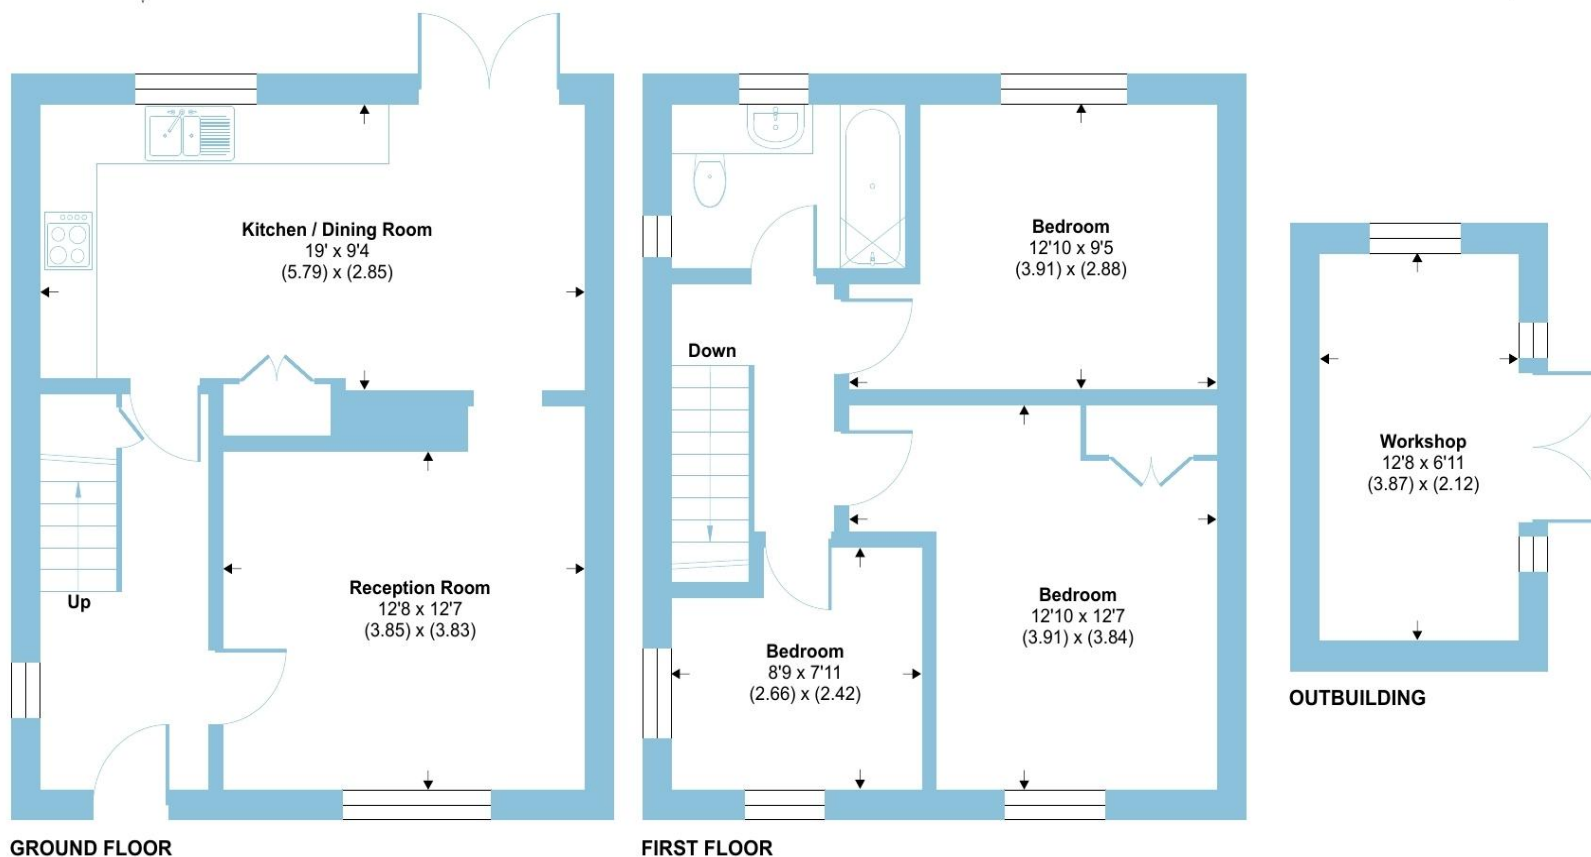 Kitchen / Dining Room
19' x 9'4
(5.79) x (2.85)
Up
Reception Room
12'8 x 12'7
(3.85) x (3.83)
GROUND FLOOR
Bedroom
12'10 x 9'5
(3.91) x (2.88)
Down
Bedroom
12'10 x 12'7
(3.91) x (3.84)
Bedroom
8'9 x 7'11
(2.66) x (2.42)
FIRST FLOOR
Workshop
12'8 x 6'11
(3.87) x (2.12)
OUTBUILDING